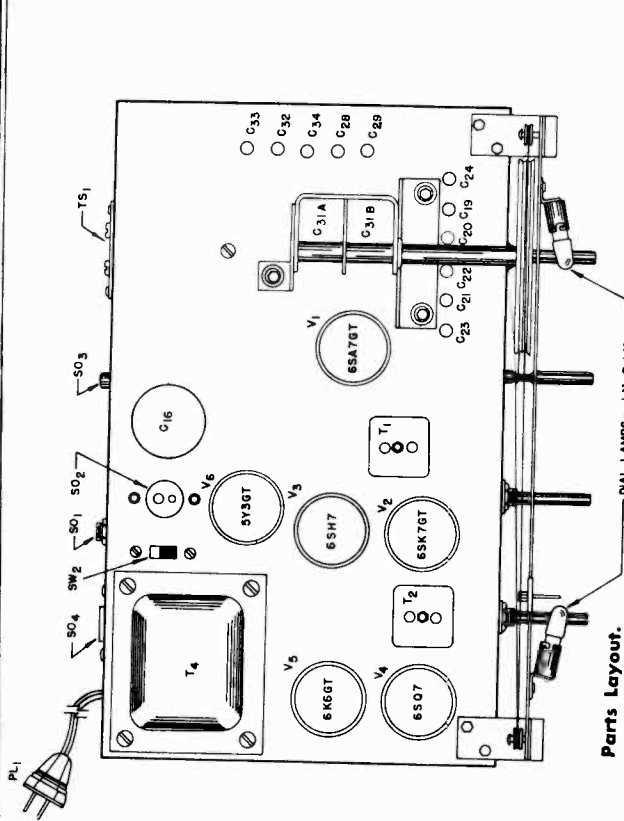 PL1
SO4
SW2
SO1
SO2
SO3
TS1
T4
C16
V6
5Y3GT
V3
6SH7
V5
6K6GT
V4
6SQ7
T2
V2
6SK7GT
T1
V1
6SA7GT
C31A
C31B
C33
C32
C34
C28
C29
C23
C21
C22
C20
C19
C24
DIAL LAMPS
Parts Layout.